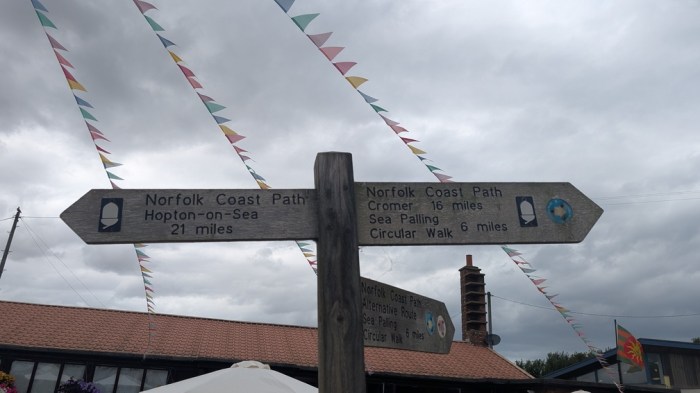 Norfolk Coast Path
Hopton-on-Sea
21 miles
Norfolk Coast Path
Cromer 16 miles
Sea Palling
Circular Walk 6 miles
Norfolk Coast Path
Alternative Route
Sea Palling
Circular Walk